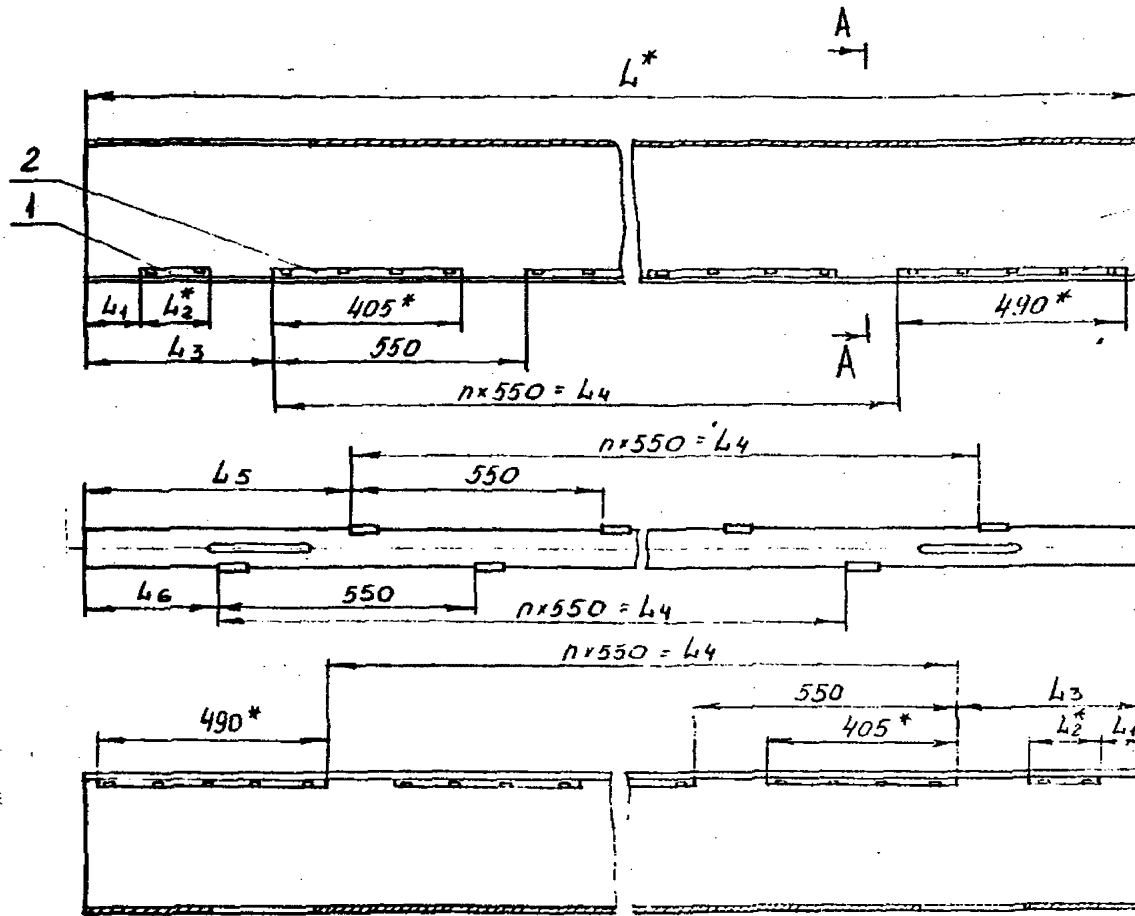 A
L*
2
1
L1 L2* 405* 490*
L3 550 A
n×550 = L4
n×550 = L4
L5 550
L6 550
n×550 = L4
n×550 = L4
550 L3
490* 405* L2* L1